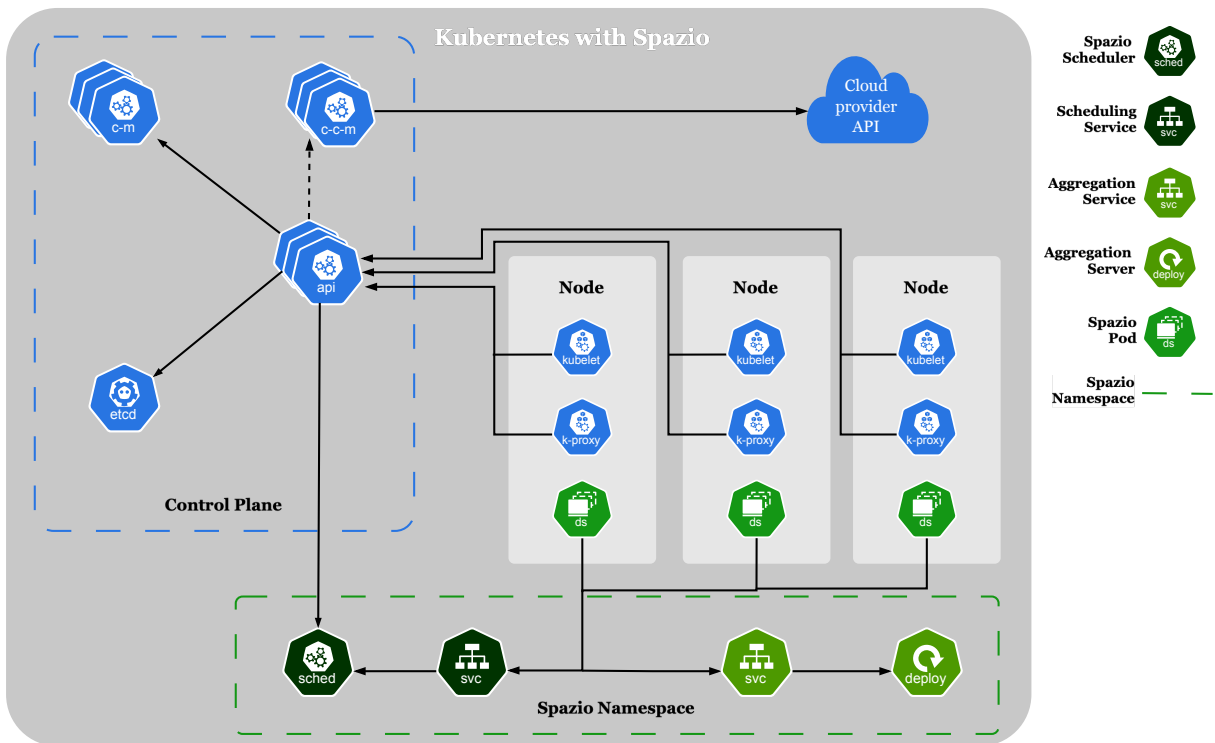 Kubernetes with Spazio
c-m
c-c-m
Cloud
provider
API
api
etcd
Control Plane
Node
kubelet
k-proxy
ds
Node
kubelet
k-proxy
ds
Node
kubelet
k-proxy
ds
sched
svc
svc
deploy
Spazio Namespace
Spazio
Scheduler
sched
Scheduling
Service
svc
Aggregation
Service
svc
Aggregation
Server
deploy
Spazio
Pod
ds
Spazio
Namespace